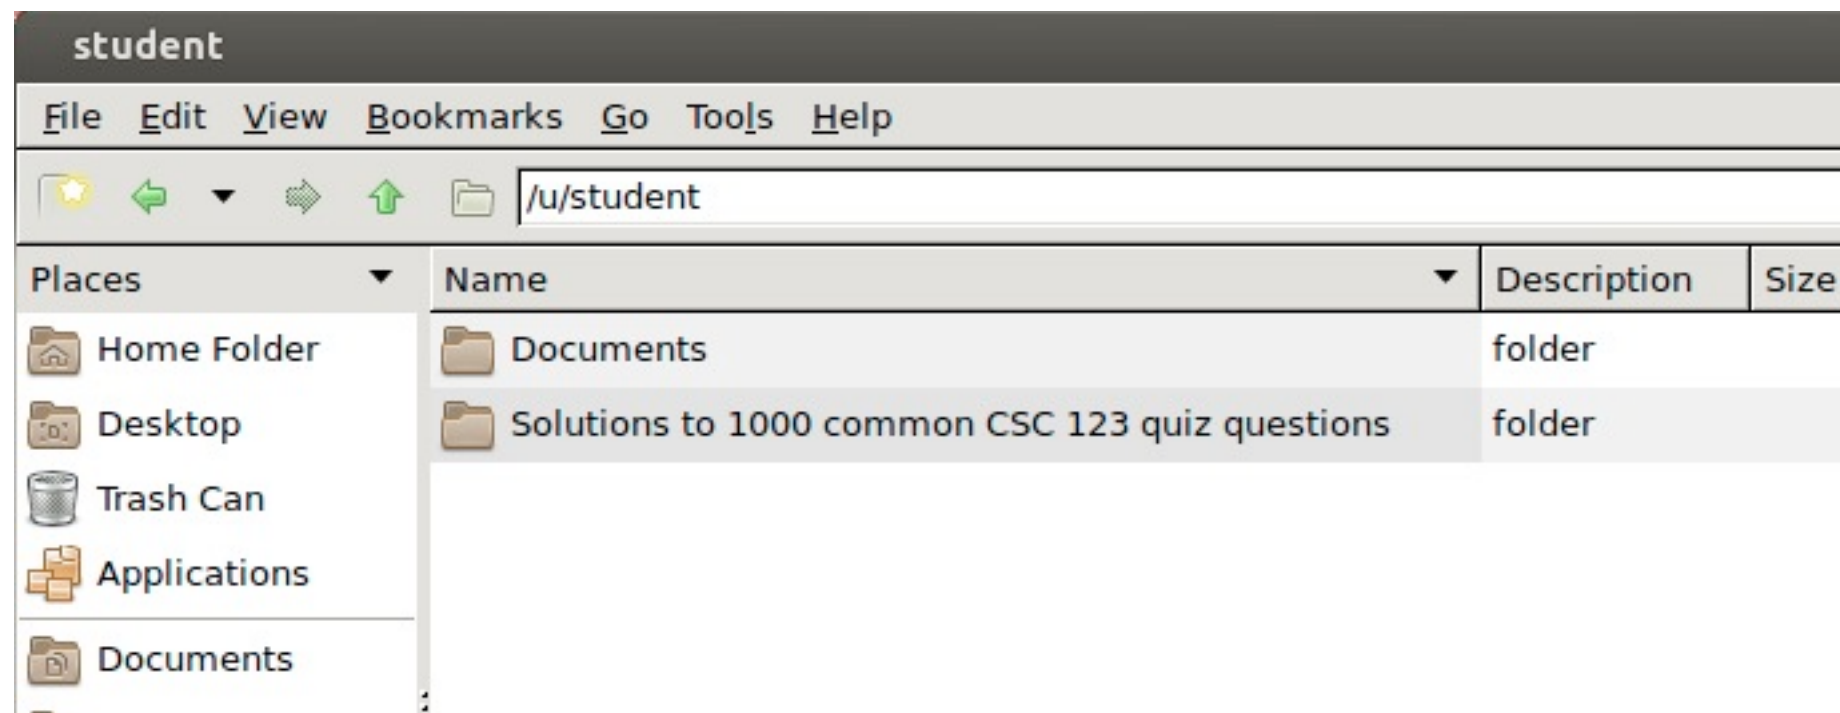 student
File Edit View Bookmarks Go Tools Help
/u/student
Places Name Description Size
Home Folder Documents folder
Desktop Solutions to 1000 common CSC 123 quiz questions folder
Trash Can
Applications
Documents